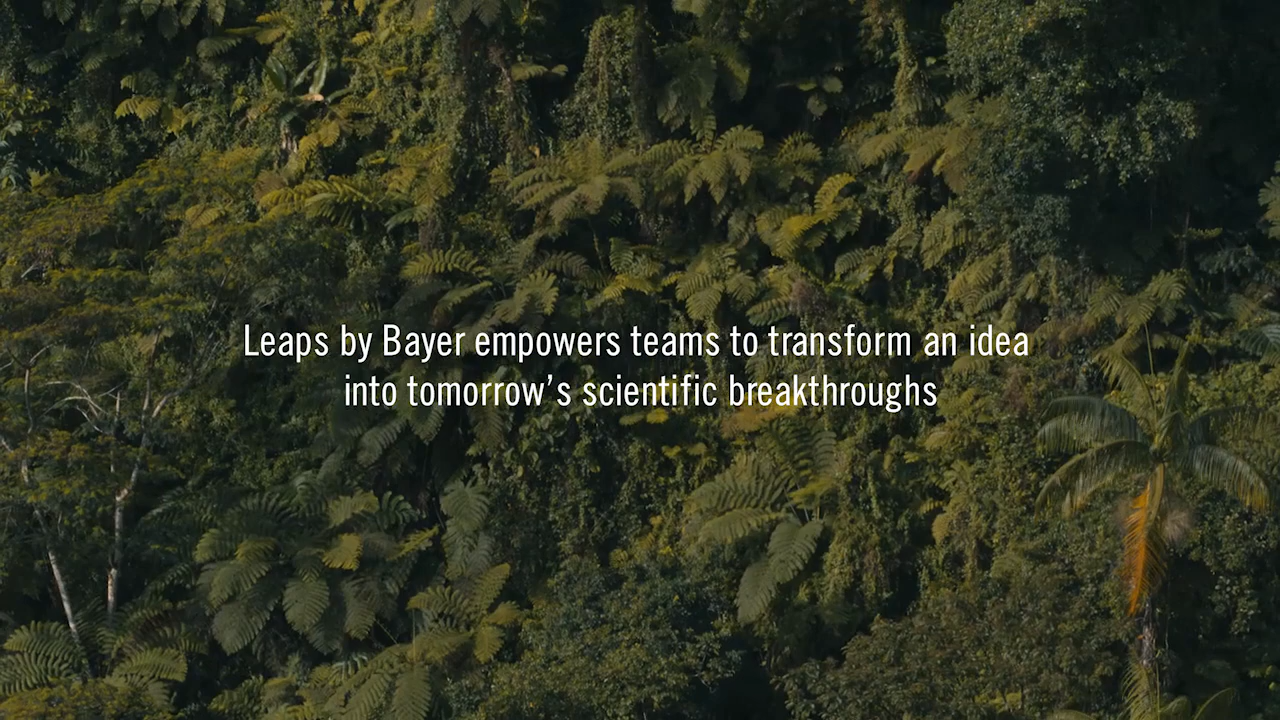 Leaps by Bayer empowers teams to transform an idea
into tomorrow’s scientific breakthroughs